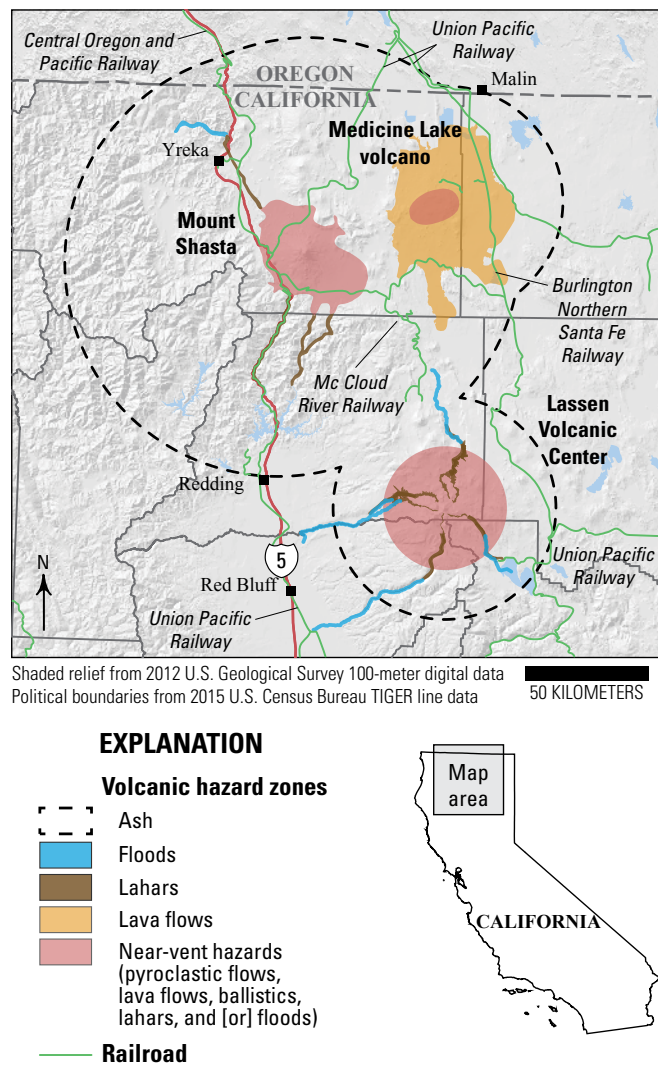 Central Oregon and
Pacific Railway
Union Pacific
Railway
OREGON
CALIFORNIA
Malin
Medicine Lake
volcano
Yreka
Mount
Shasta
Burlington
Northern
Santa Fe
Railway
Mc Cloud
River Railway
Lassen
Volcanic
Center
Redding
N
5
Union Pacific
Railway
Red Bluff
Union Pacific
Railway
Shaded relief from 2012 U.S. Geological Survey 100-meter digital data
Political boundaries from 2015 U.S. Census Bureau TIGER line data
50 KILOMETERS
EXPLANATION
Volcanic hazard zones
Ash
Floods
Lahars
Lava flows
Near-vent hazards
(pyroclastic flows,
lava flows, ballistics,
lahars, and [or] floods)
Railroad
Map
area
CALIFORNIA